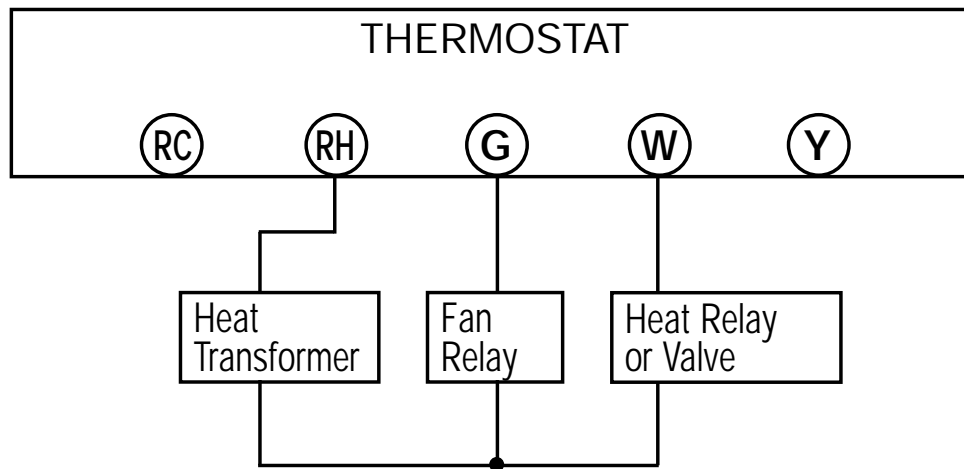 THERMOSTAT
RC RH G W Y
Heat
Transformer
Fan
Relay
Heat Relay
or Valve